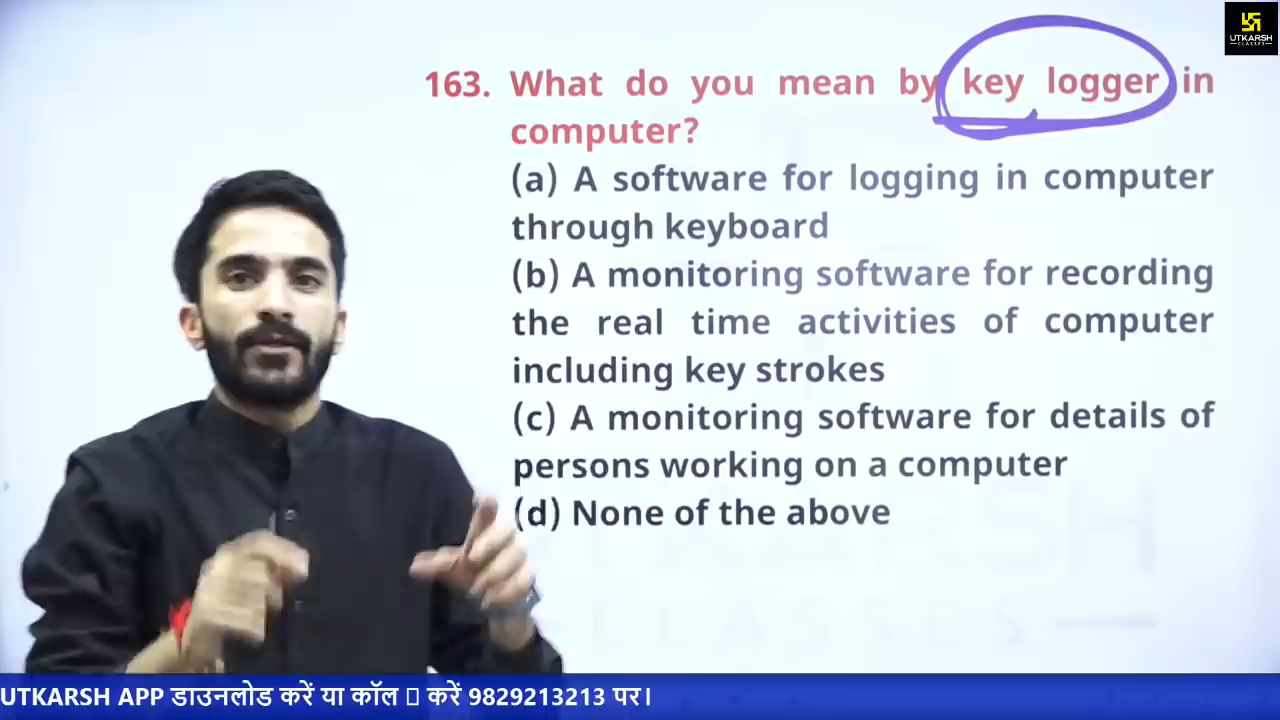 UTKARSH
CLASSES
163. What do you mean by key logger in
computer?
(a) A software for logging in computer
through keyboard
(b) A monitoring software for recording
the real time activities of computer
including key strokes
(c) A monitoring software for details of
persons working on a computer
(d) None of the above
CLASSES
UTKARSH APP डाउनलोड करें या कॉल ▯ करें 9829213213 पर।